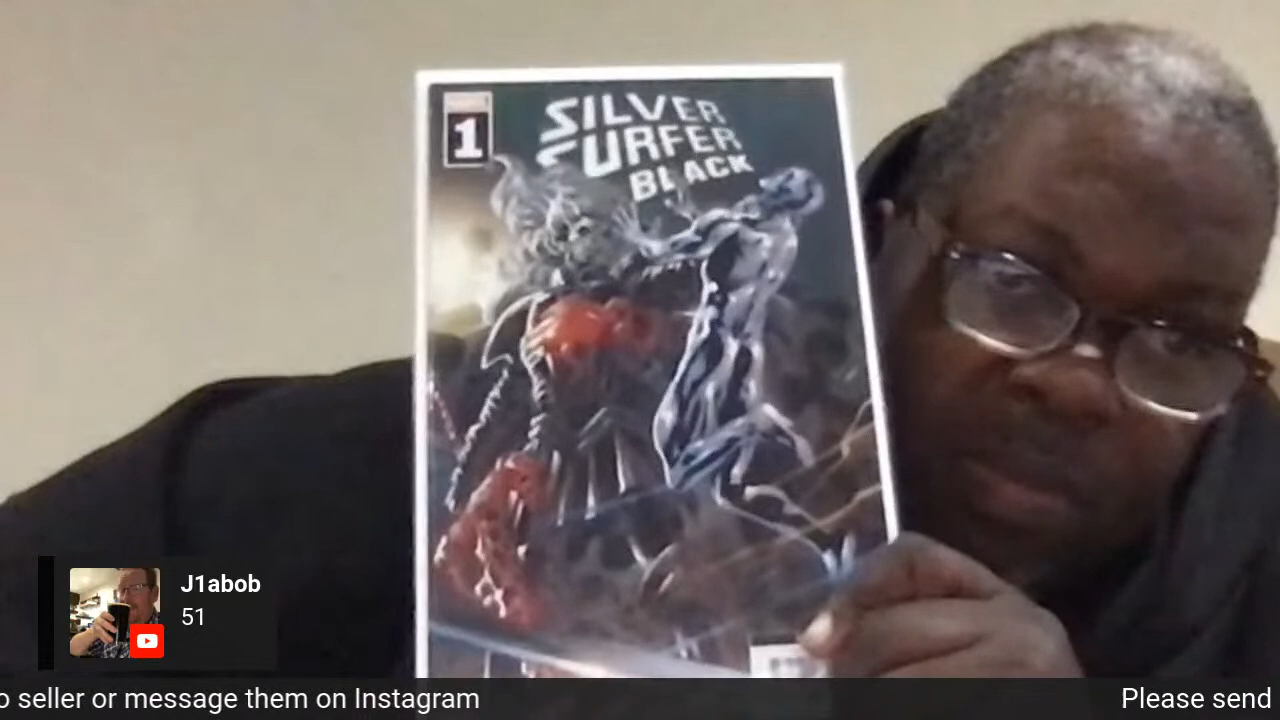 1
SILVER
SURFER
BLACK
J1abob
51
o seller or message them on Instagram
Please send